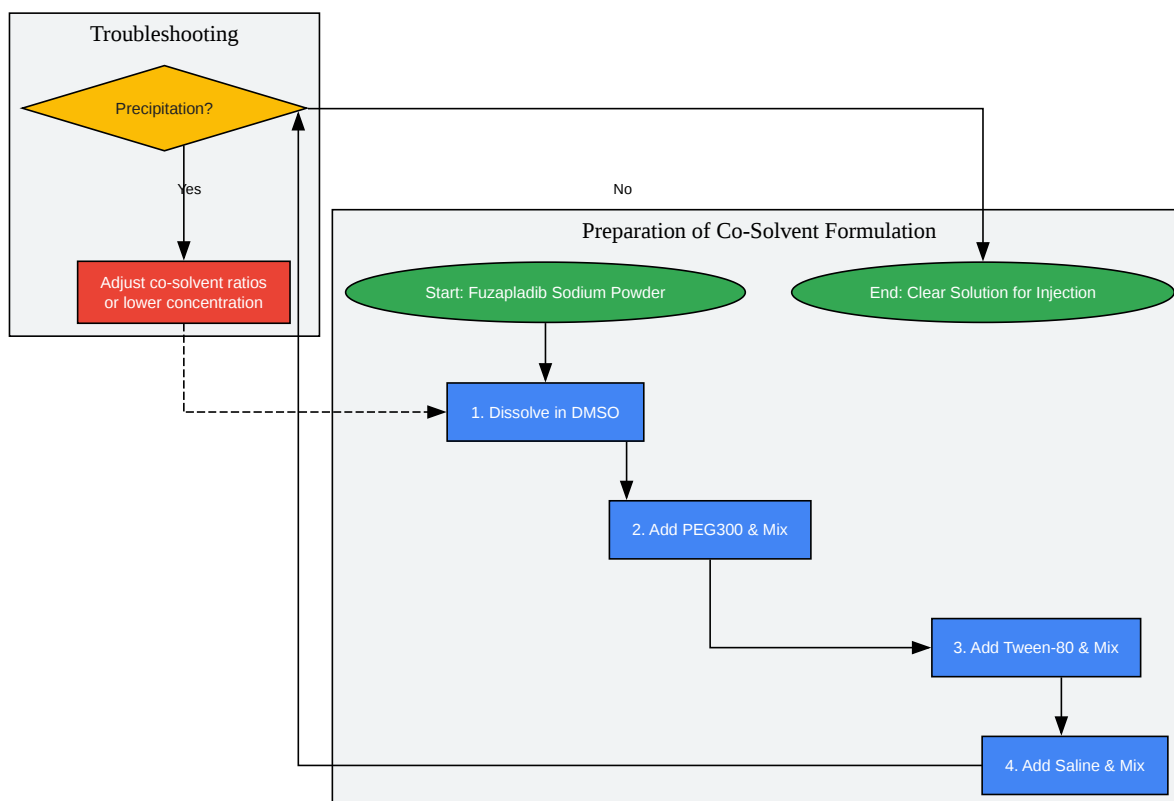 Troubleshooting
Precipitation?
Yes
Adjust co-solvent ratios
or lower concentration
No
Preparation of Co-Solvent Formulation
Start: Fuzapladib Sodium Powder
End: Clear Solution for Injection
1. Dissolve in DMSO
2. Add PEG300 & Mix
3. Add Tween-80 & Mix
4. Add Saline & Mix